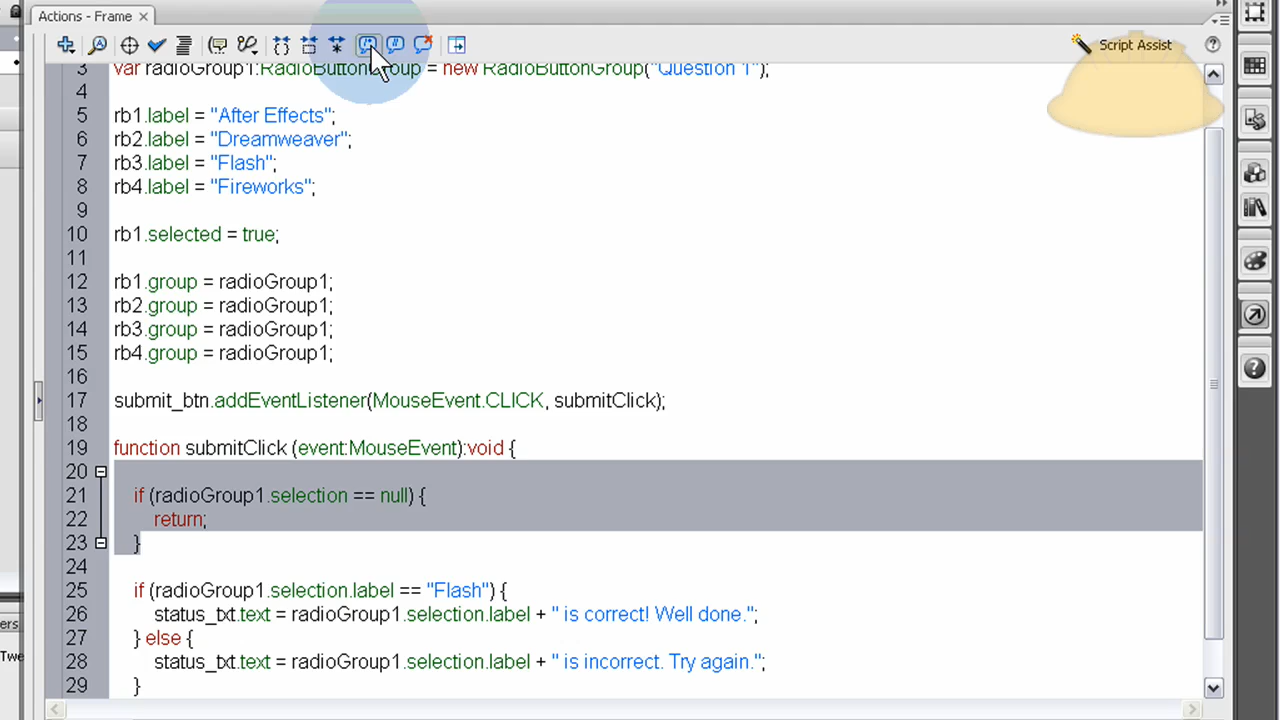 Actions - Frame
Script Assist
3 var radioGroup1:RadioButtonGroup = new RadioButtonGroup("Question 1");
4
5 rb1.label = "After Effects";
6 rb2.label = "Dreamweaver";
7 rb3.label = "Flash";
8 rb4.label = "Fireworks";
9
10 rb1.selected = true;
11
12 rb1.group = radioGroup1;
13 rb2.group = radioGroup1;
14 rb3.group = radioGroup1;
15 rb4.group = radioGroup1;
16
17 submit_btn.addEventListener(MouseEvent.CLICK, submitClick);
18
19 function submitClick (event:MouseEvent):void {
20
21 if (radioGroup1.selection == null) {
22 return;
23 }
24
25 if (radioGroup1.selection.label == "Flash") {
26 status_txt.text = radioGroup1.selection.label + " is correct! Well done.";
27 } else {
28 status_txt.text = radioGroup1.selection.label + " is incorrect. Try again.";
29 }
ers
Twe